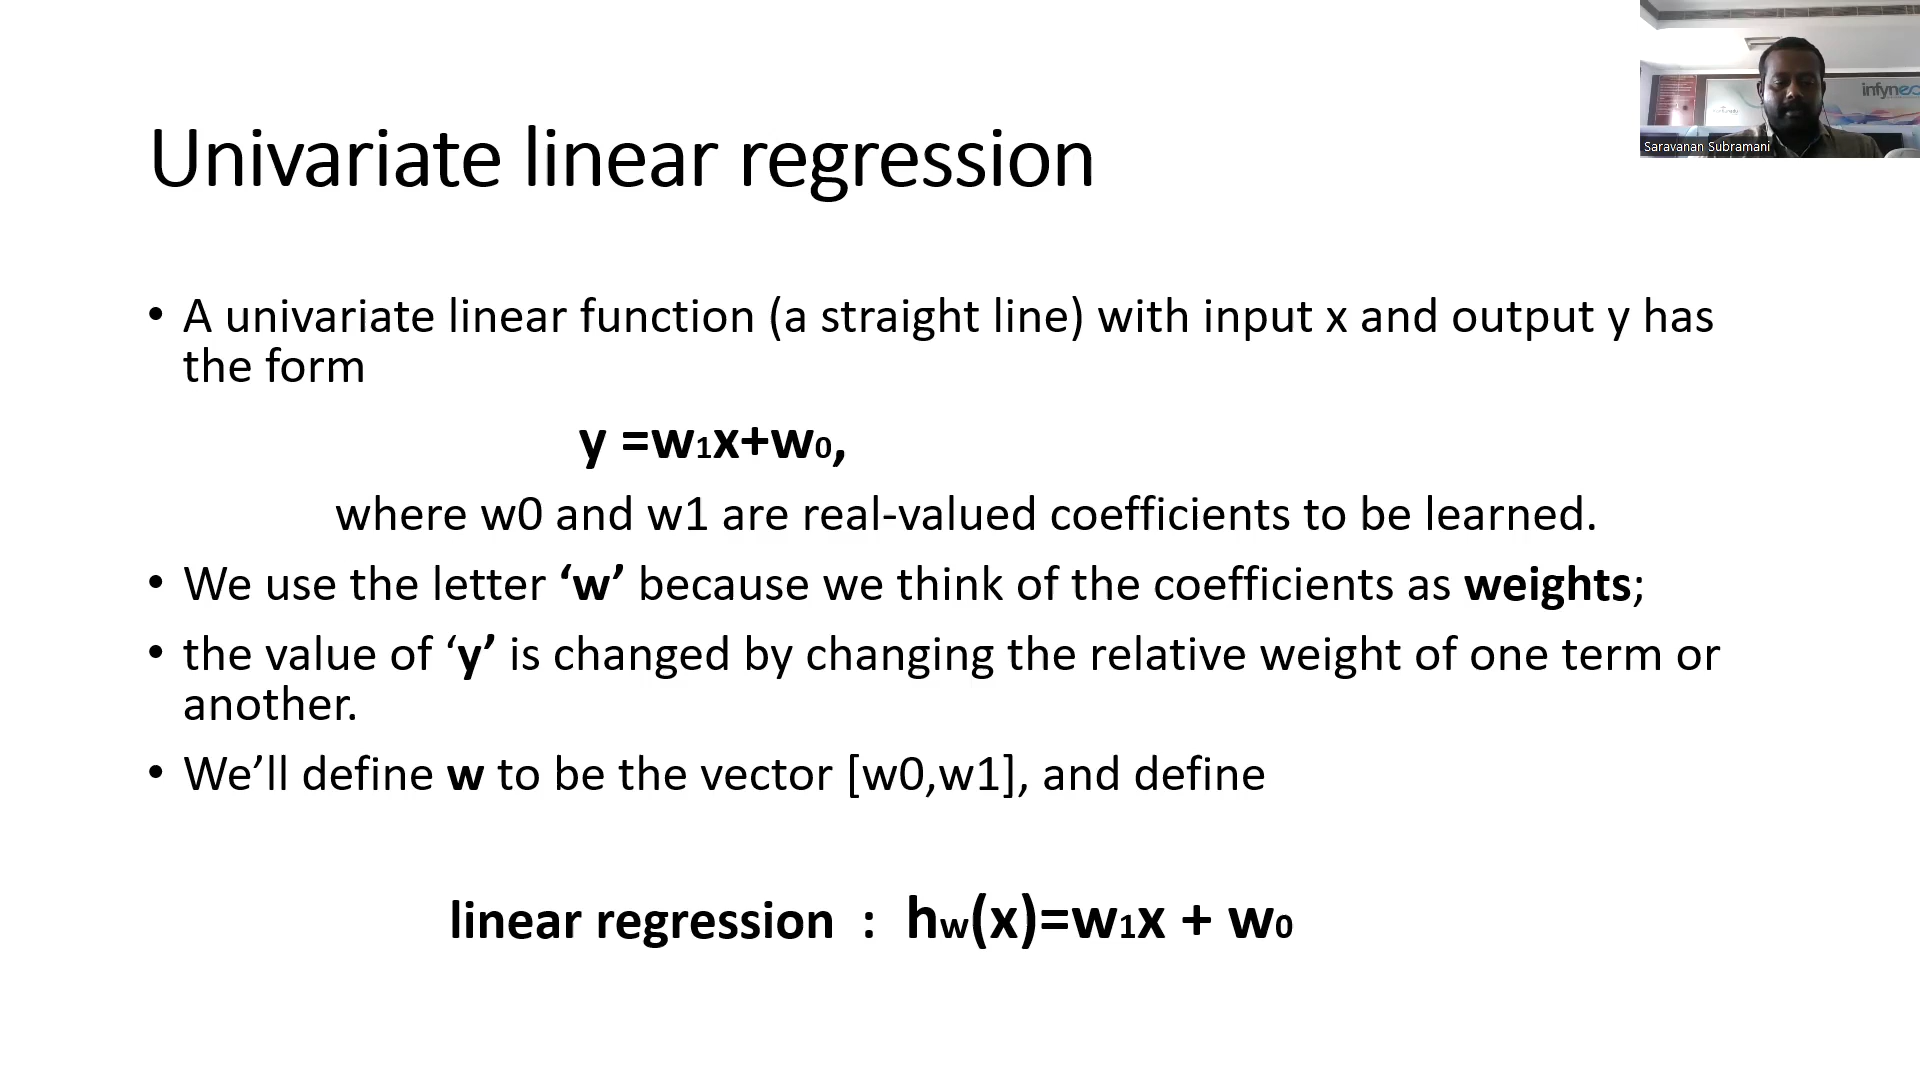 infyneo
Saravanan Subramani
Univariate linear regression
• A univariate linear function (a straight line) with input x and output y has
the form
y =w1x+w0,
where w0 and w1 are real-valued coefficients to be learned.
• We use the letter ‘w’ because we think of the coefficients as weights;
• the value of ‘y’ is changed by changing the relative weight of one term or
another.
• We’ll define w to be the vector [w0,w1], and define
linear regression : hw(x)=w1x + w0